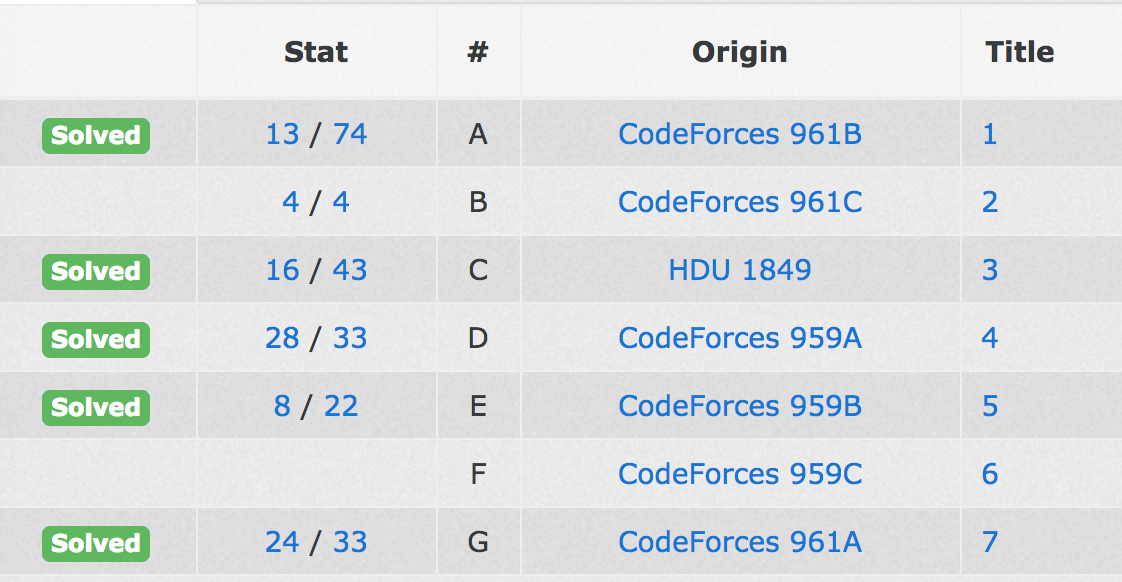 Stat # Origin Title
Solved 13 / 74 A CodeForces 961B 1
4 / 4 B CodeForces 961C 2
Solved 16 / 43 C HDU 1849 3
Solved 28 / 33 D CodeForces 959A 4
Solved 8 / 22 E CodeForces 959B 5
F CodeForces 959C 6
Solved 24 / 33 G CodeForces 961A 7